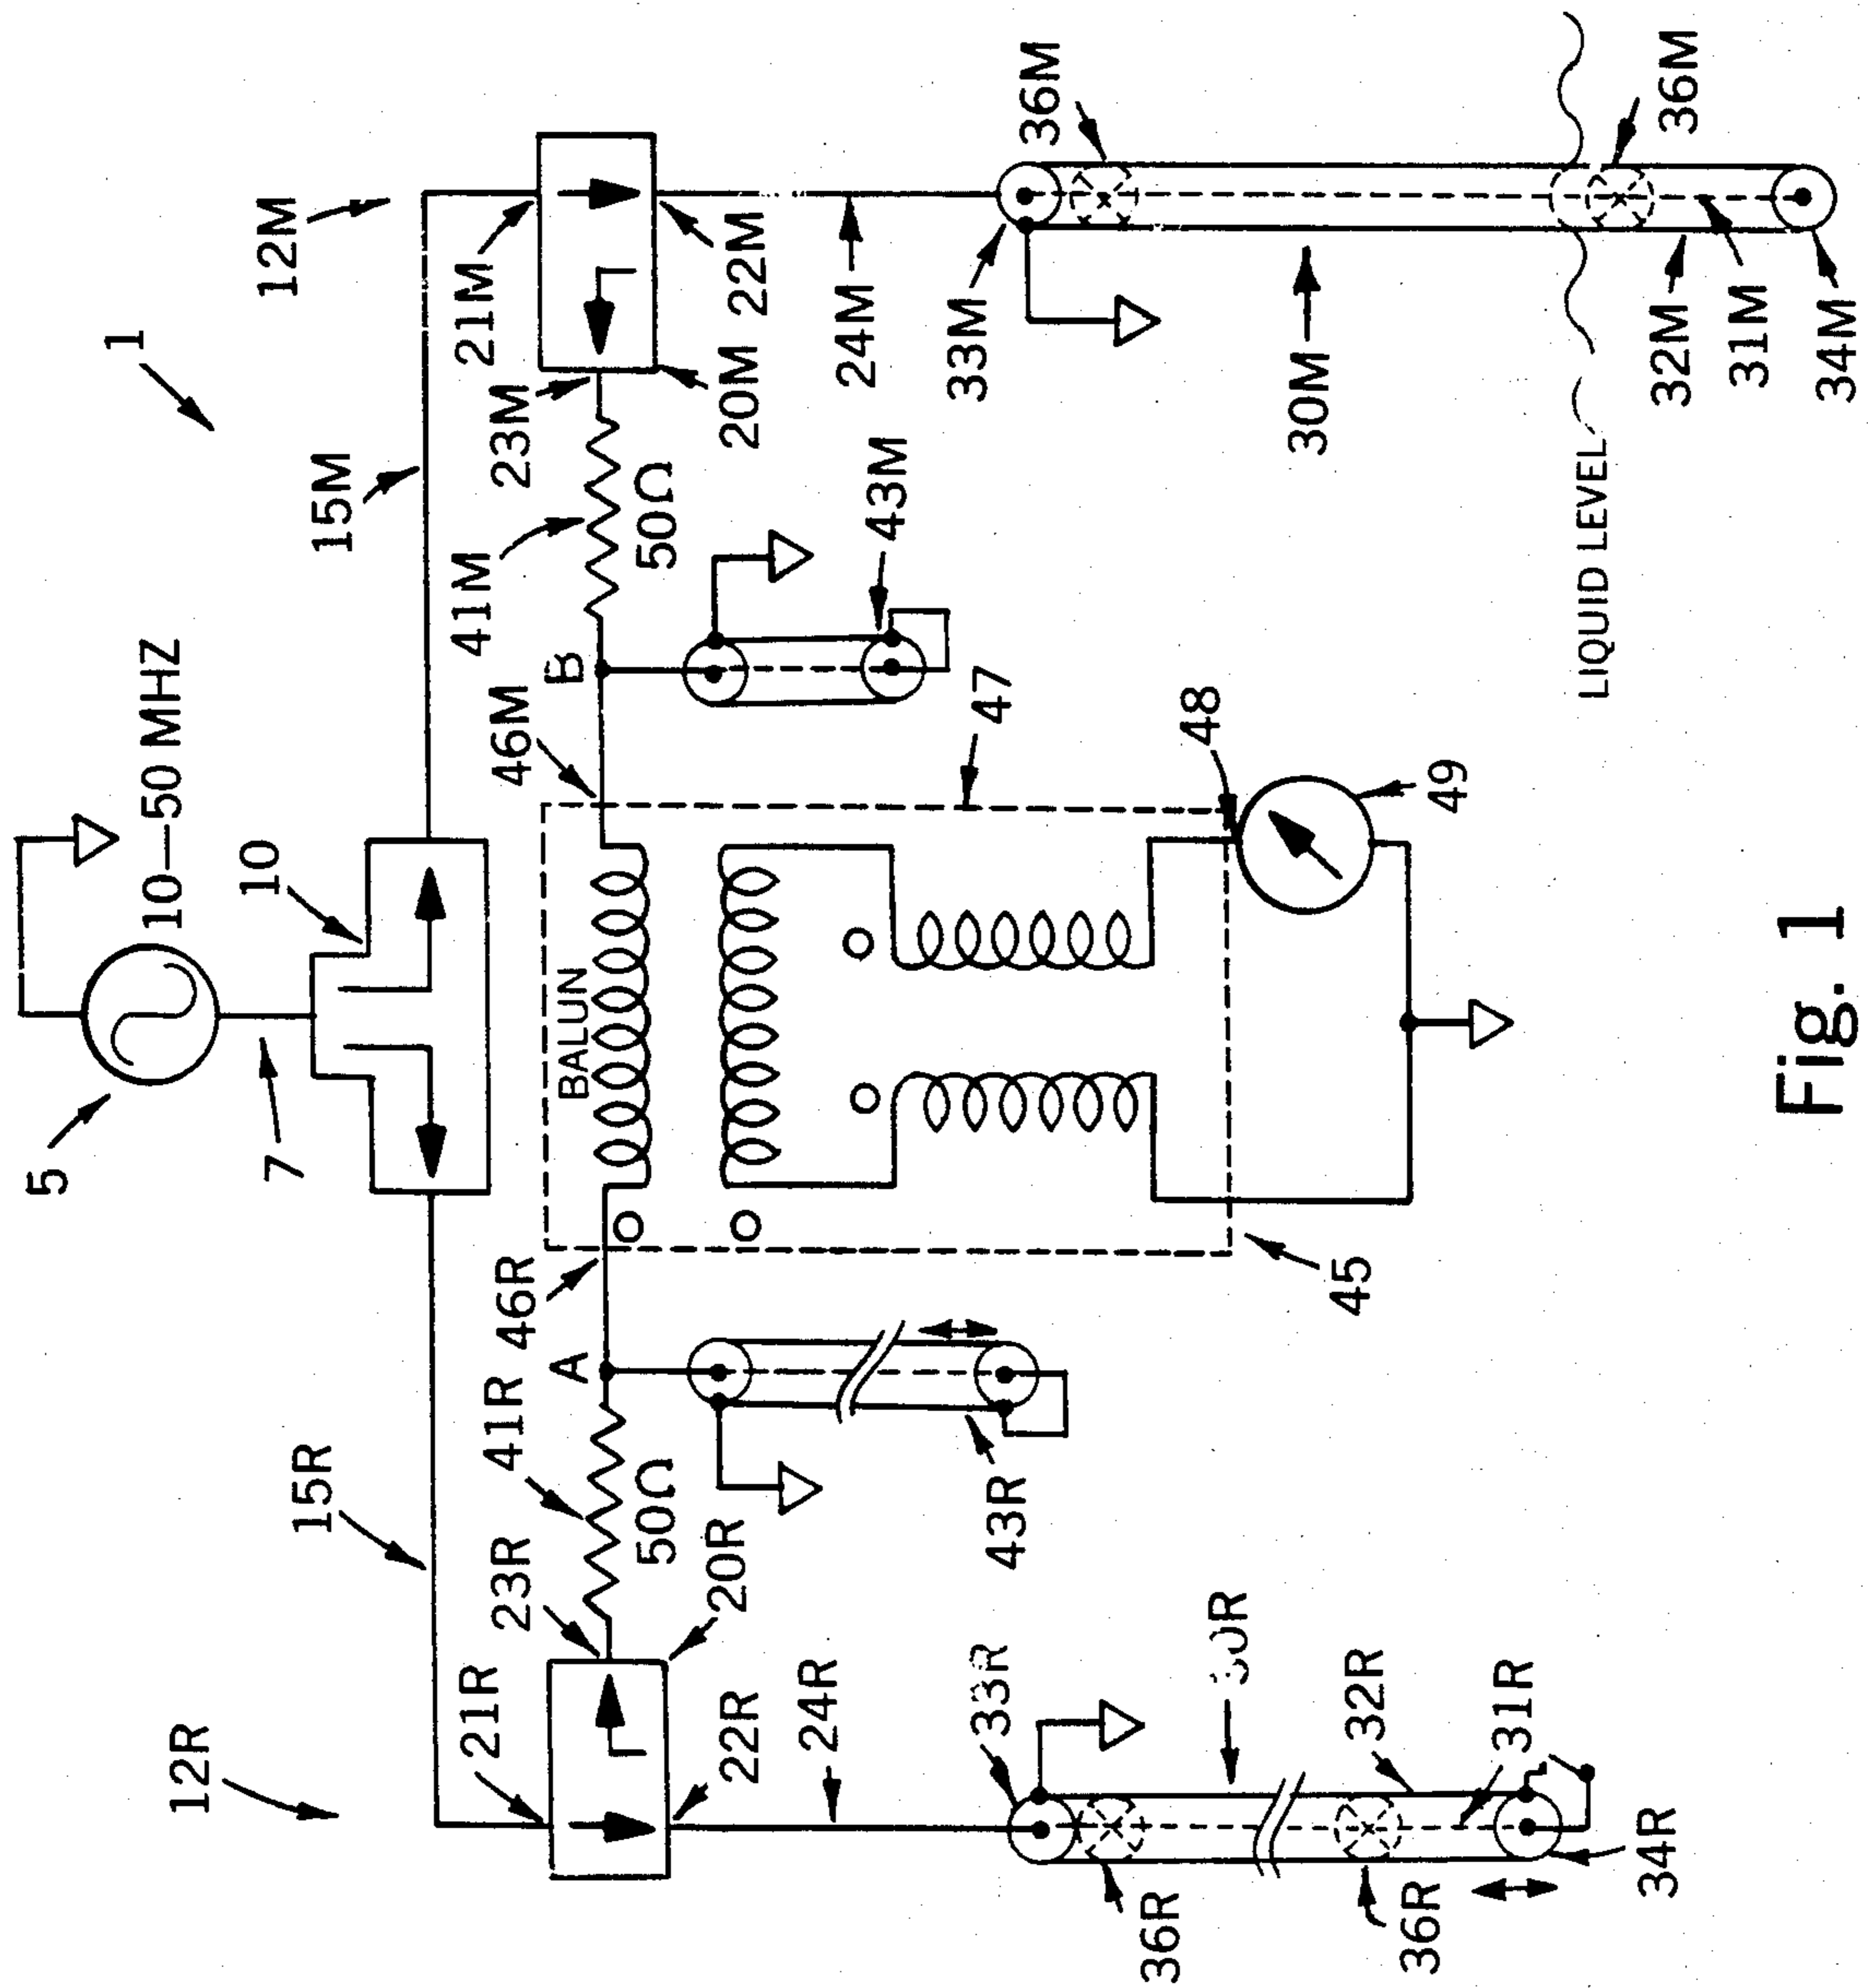 1
5
10—50 MHZ
7
10
12M
12R
15M
15R
21M
21R
22M
22R
23M
23R
20M
20R
24M
24R
41M
41R
50Ω
50Ω
A
B
46M
46R
BALUN
43M
43R
47
48
49
45
33M
33R
36M
36M
30M
LIQUID LEVEL
32M
31M
34M
32R
31R
36R
36R
34R
Fig. 1